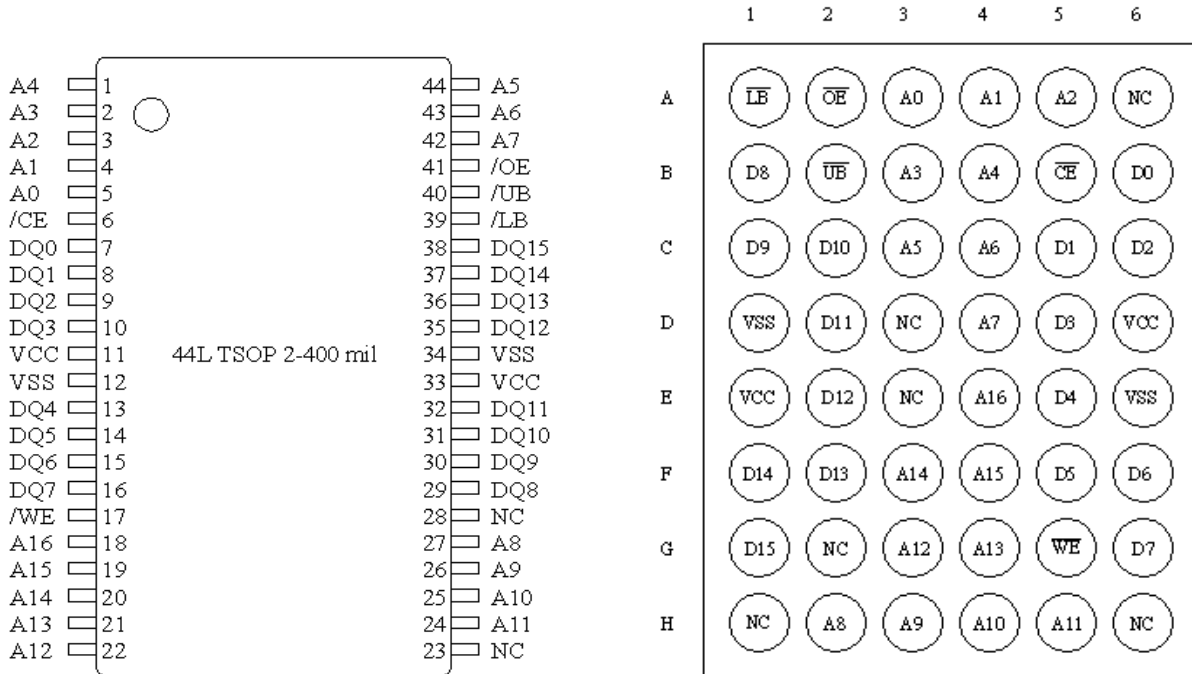 1 2 3 4 5 6
A4 1 44 A5
A3 2 43 A6
A2 3 42 A7
A1 4 41 /OE
A0 5 40 /UB
/CE 6 39 /LB
DQ0 7 38 DQ15
DQ1 8 37 DQ14
DQ2 9 36 DQ13
DQ3 10 35 DQ12
VCC 11 44L TSOP 2-400 mil 34 VSS
VSS 12 33 VCC
DQ4 13 32 DQ11
DQ5 14 31 DQ10
DQ6 15 30 DQ9
DQ7 16 29 DQ8
/WE 17 28 NC
A16 18 27 A8
A15 19 26 A9
A14 20 25 A10
A13 21 24 A11
A12 22 23 NC
A LB OE A0 A1 A2 NC
B D8 UB A3 A4 CE D0
C D9 D10 A5 A6 D1 D2
D VSS D11 NC A7 D3 VCC
E VCC D12 NC A16 D4 VSS
F D14 D13 A14 A15 D5 D6
G D15 NC A12 A13 WE D7
H NC A8 A9 A10 A11 NC